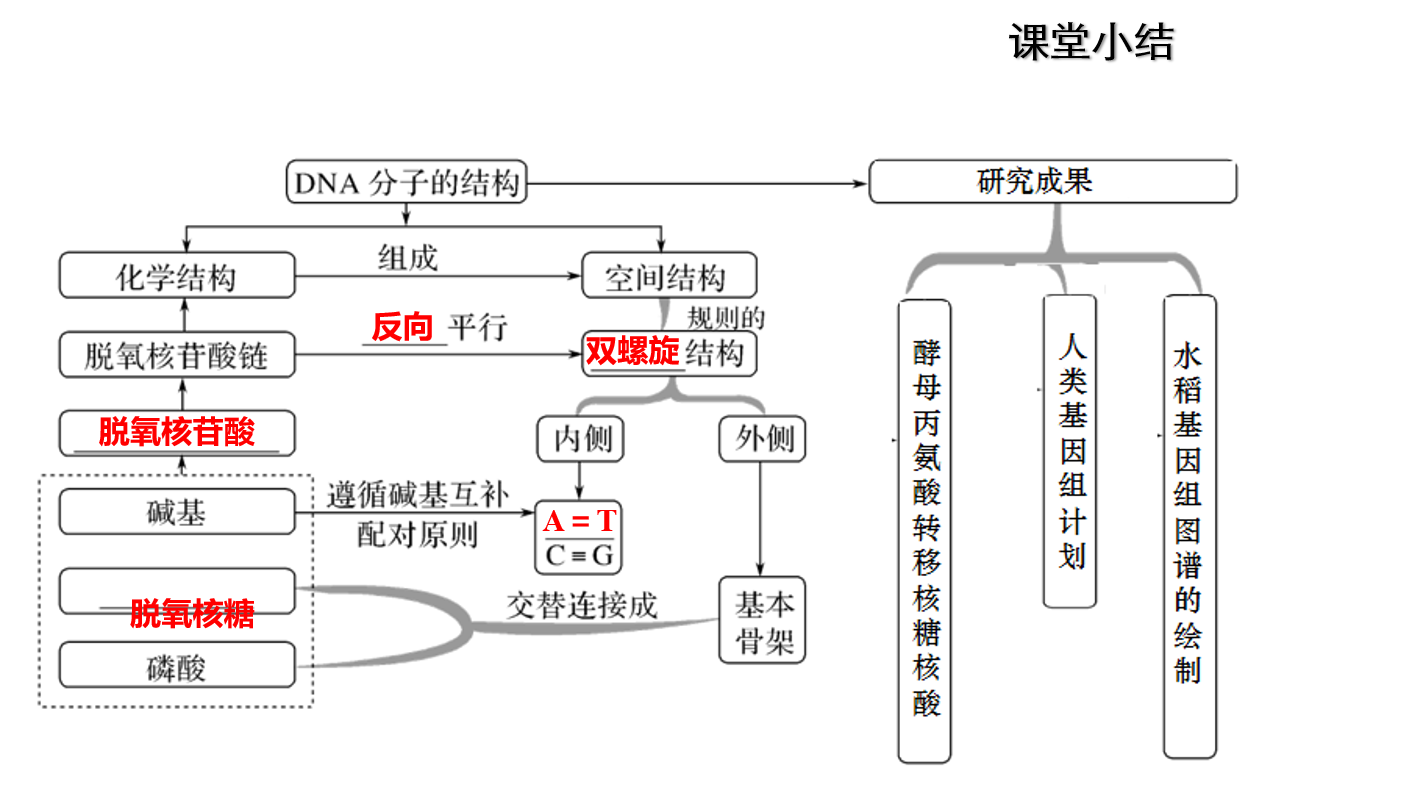 课堂小结
DNA 分子的结构
研究成果
化学结构
组成
空间结构
规则的
脱氧核苷酸链
反向平行
双螺旋结构
脱氧核苷酸
内侧
外侧
碱基
遵循碱基互补
配对原则
A = T
C ≡ G
脱氧核糖
磷酸
交替连接成
基本
骨架
酵母丙氨酸转移核糖核酸
人类基因组计划
水稻基因组图谱的绘制